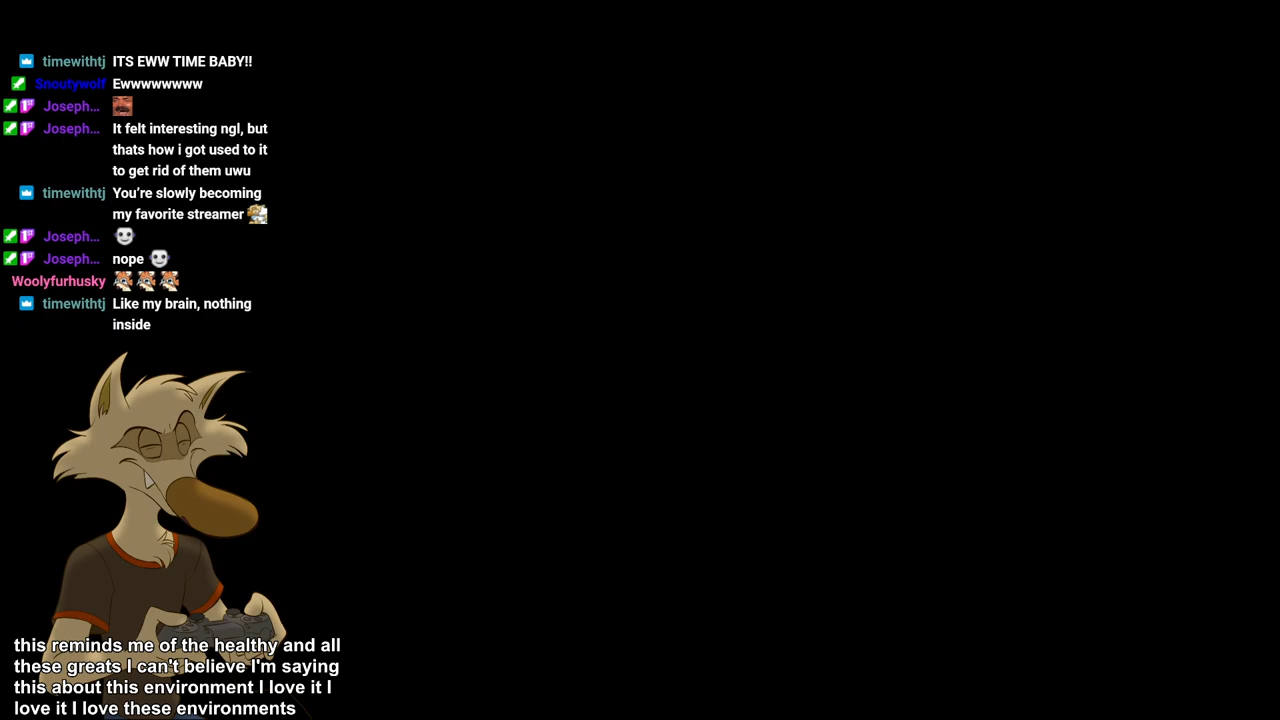 timewithtj ITS EWW TIME BABY!!
Snoutywolf Ewwwwwwww
Joseph...
Joseph... It felt interesting ngl, but
thats how i got used to it
to get rid of them uwu
timewithtj You're slowly becoming
my favorite streamer
Joseph...
Joseph... nope
Woolyfurhusky
timewithtj Like my brain, nothing
inside
this reminds me of the healthy and all
these greats I can't believe I'm saying
this about this environment I love it I
love it I love these environments